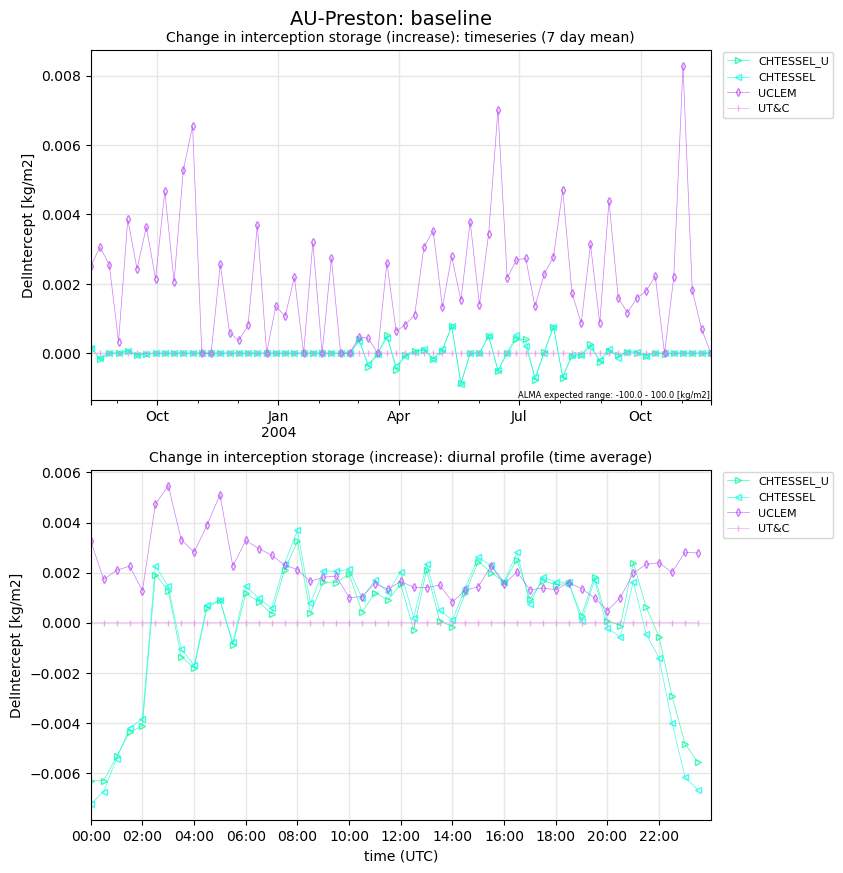 AU-Preston: baseline
Change in interception storage (increase): timeseries (7 day mean)
DelIntercept [kg/m2]
0.008
0.006
0.004
0.002
0.000
Oct
Jan
2004
Apr
Jul
Oct
ALMA expected range: -100.0 - 100.0 [kg/m2]
CHTESSEL_U
CHTESSEL
UCLEM
UT&C
Change in interception storage (increase): diurnal profile (time average)
DelIntercept [kg/m2]
0.006
0.004
0.002
0.000
−0.002
−0.004
−0.006
00:00
02:00
04:00
06:00
08:00
10:00
12:00
14:00
16:00
18:00
20:00
22:00
time (UTC)
CHTESSEL_U
CHTESSEL
UCLEM
UT&C